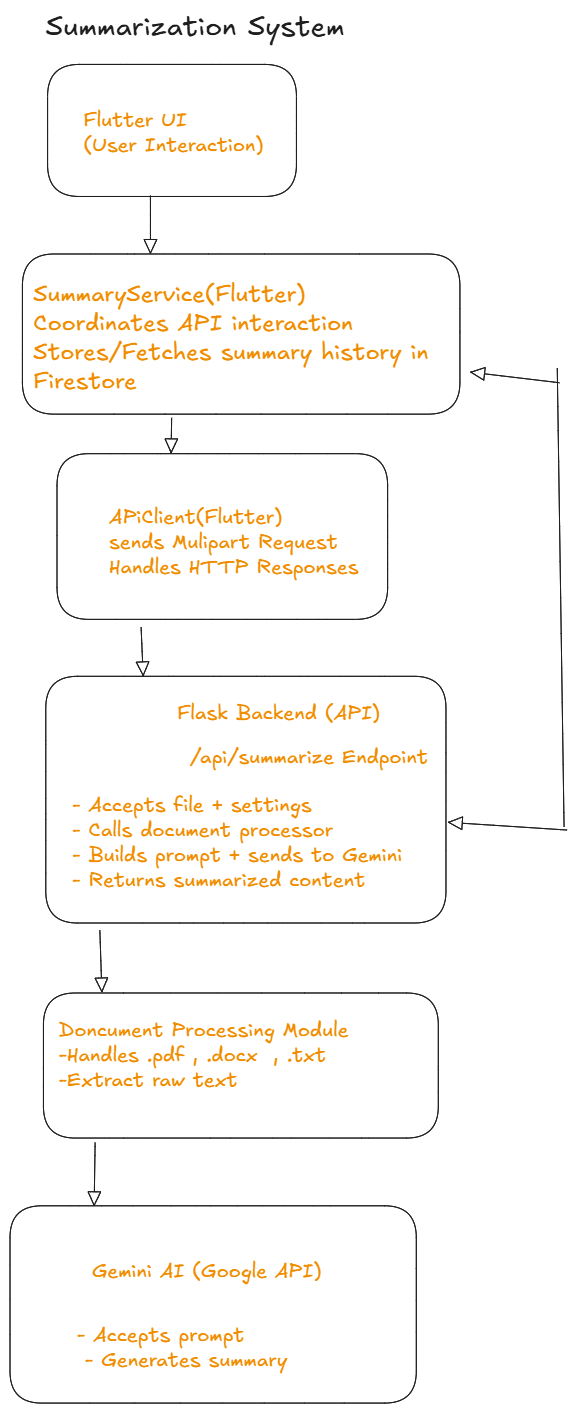 Summarization System
Flutter UI
(User Interaction)
SummaryService(Flutter)
Coordinates API interaction
Stores/Fetches summary history in
Firestore
APiClient(Flutter)
sends Mulipart Request
Handles HTTP Responses
Flask Backend (API)
/api/summarize Endpoint
- Accepts file + settings
- Calls document processor
- Builds prompt + sends to Gemini
- Returns summarized content
Doncument Processing Module
-Handles .pdf , .docx , .txt
-Extract raw text
Gemini AI (Google API)
- Accepts prompt
- Generates summary